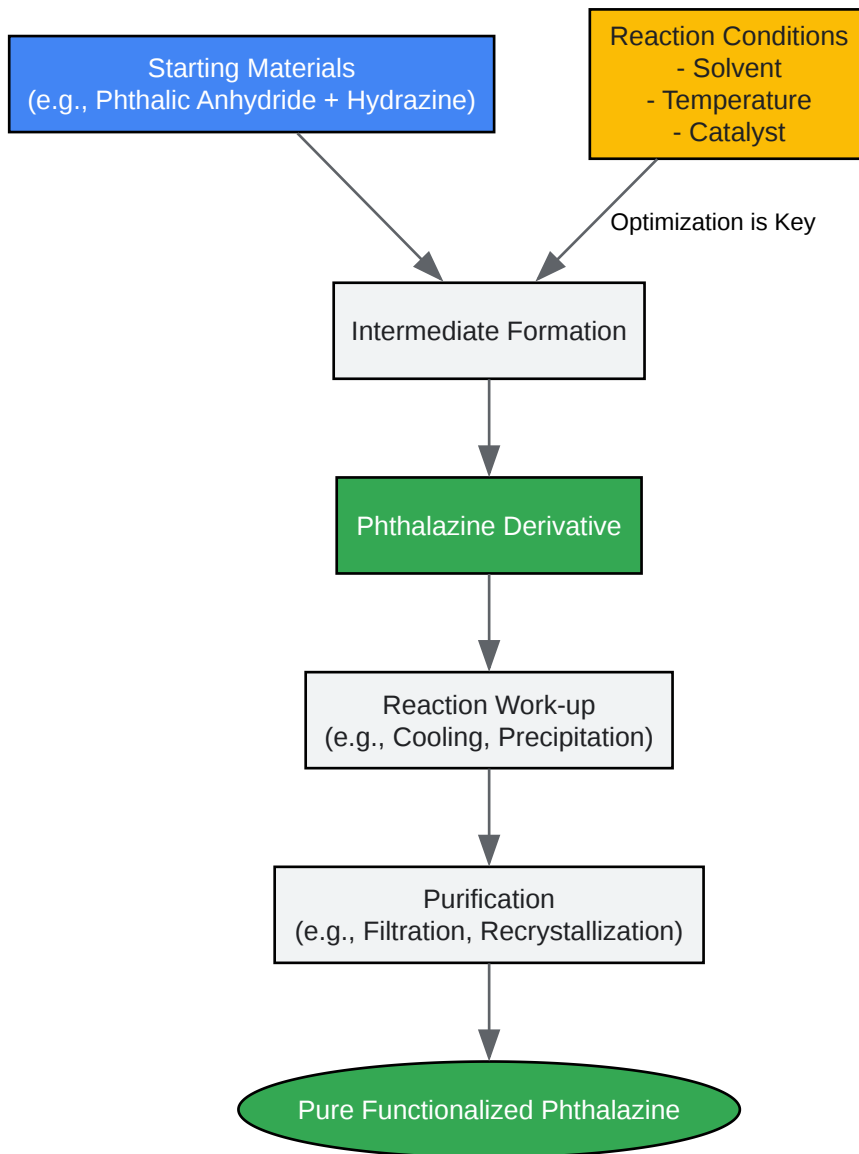 Starting Materials
(e.g., Phthalic Anhydride + Hydrazine)
Reaction Conditions
- Solvent
- Temperature
- Catalyst
Optimization is Key
Intermediate Formation
Phthalazine Derivative
Reaction Work-up
(e.g., Cooling, Precipitation)
Purification
(e.g., Filtration, Recrystallization)
Pure Functionalized Phthalazine